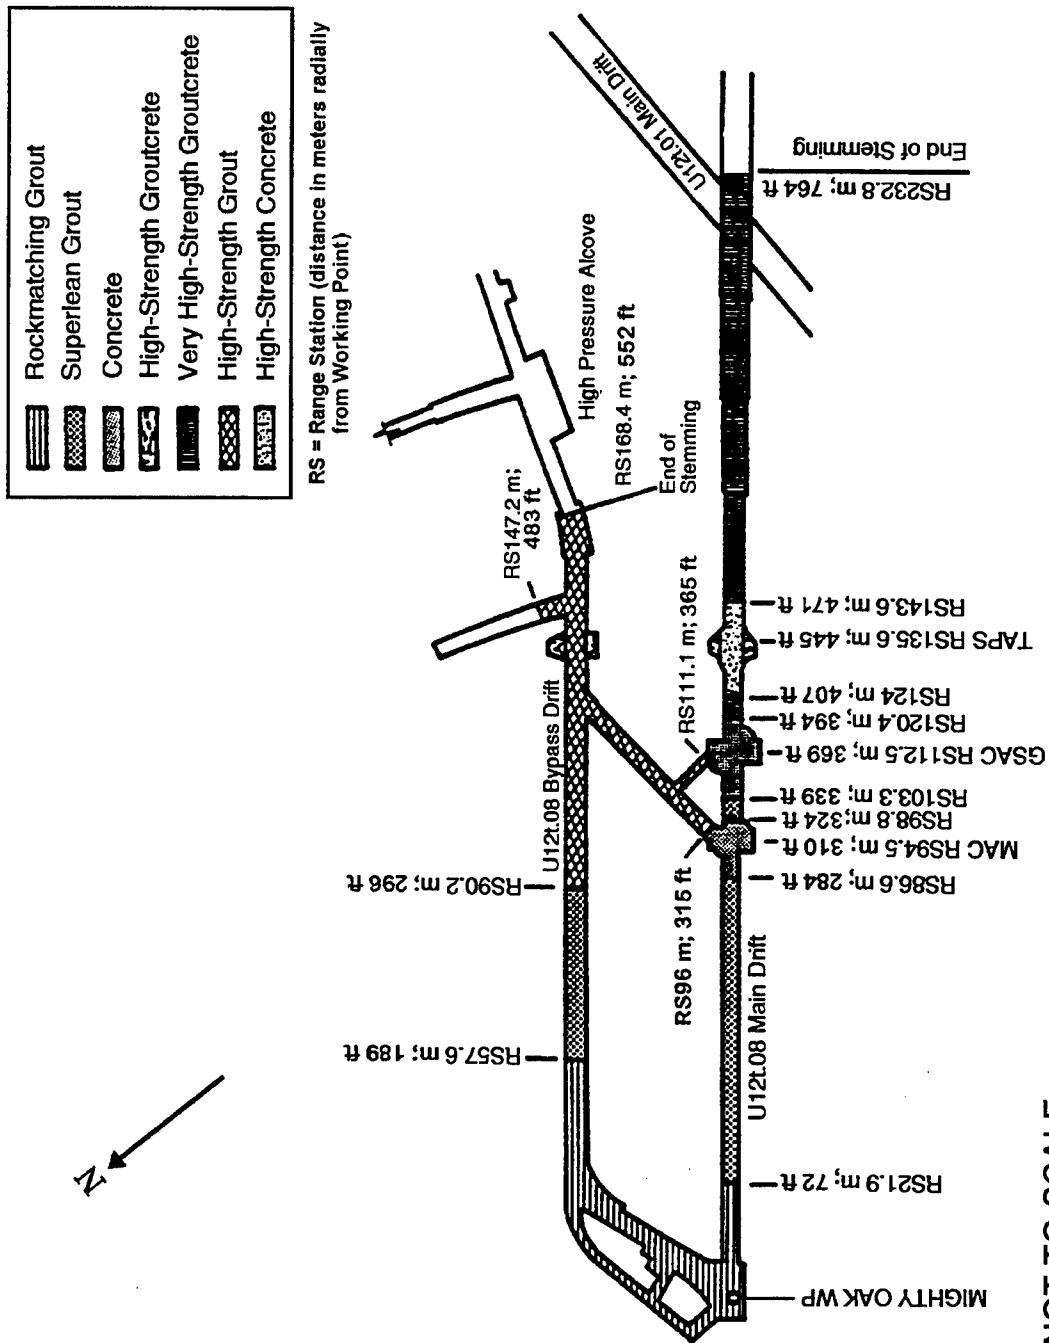 Rockmatching Grout
Superlean Grout
Concrete
High-Strength Groutcrete
Very High-Strength Groutcrete
High-Strength Grout
High-Strength Concrete
RS = Range Station (distance in meters radially
from Working Point)
N
U12t.01 Main Drift
End of Stemming
RS232.8 m; 764 ft
High Pressure Alcove
RS168.4 m; 552 ft
End of
Stemming
RS147.2 m;
483 ft
U12t.08 Bypass Drift
RS111.1 m; 365 ft
RS90.2 m; 296 ft
RS96 m; 315 ft
RS57.6 m; 189 ft
RS143.6 m; 471 ft
TAPS RS135.6 m; 445 ft
RS124 m; 407 ft
RS120.4 m; 394 ft
GSAC RS112.5 m; 369 ft
RS103.3 m; 339 ft
RS98.8 m; 324 ft
MAC RS94.5 m; 310 ft
RS86.6 m; 284 ft
U12t.08 Main Drift
RS21.9 m; 72 ft
MIGHTY OAK WP
NOT TO SCALE